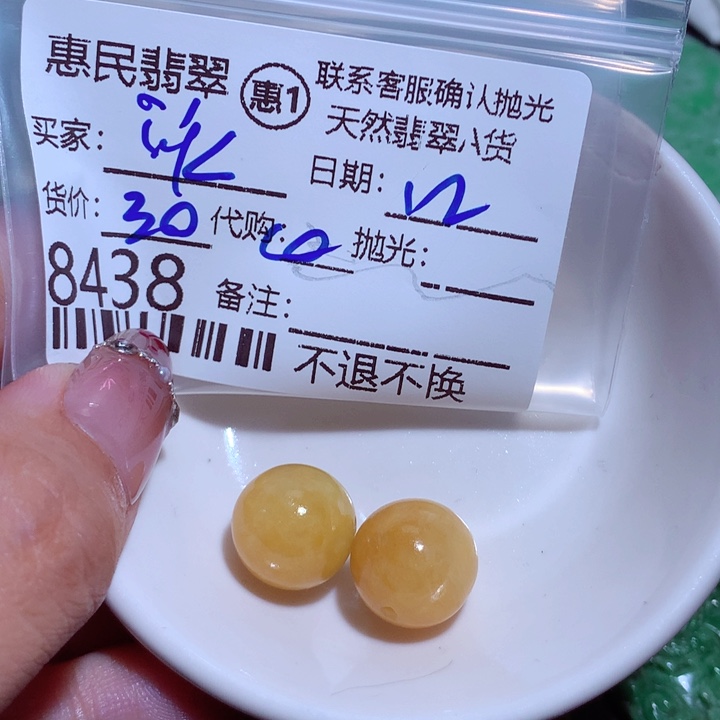 惠民翡翠 惠1 联系客服确认抛光
天然翡翠A货
买家: 日期: 12
货价: 30 代购: 抛光:
8438 备注:
不退不换